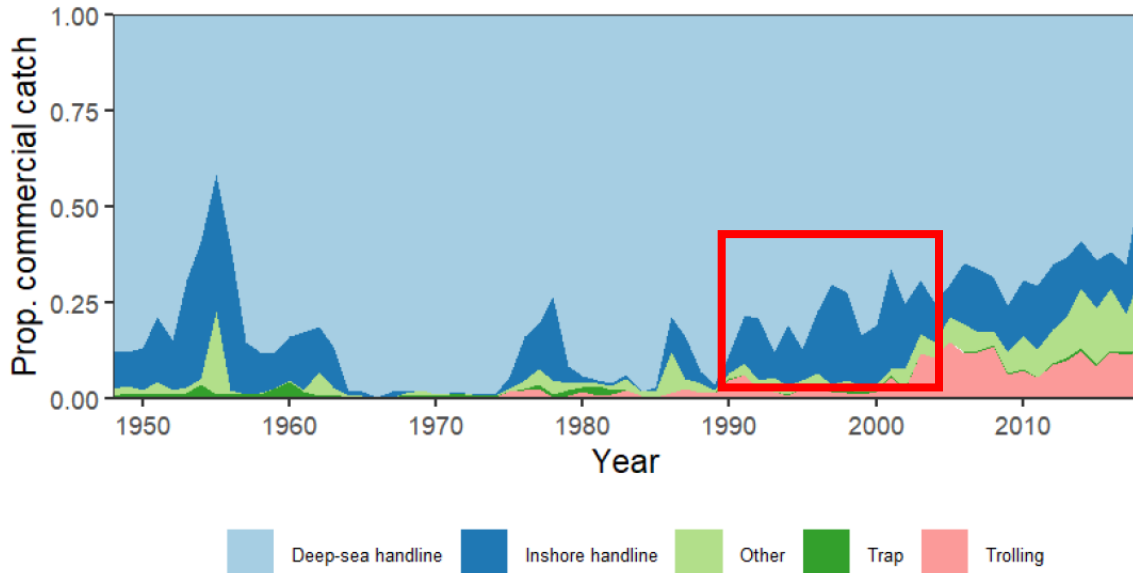 Prop. commercial catch
1.00
0.75
0.50
0.25
0.00
1950 1960 1970 1980 1990 2000 2010
Year
Deep-sea handline Inshore handline Other Trap Trolling